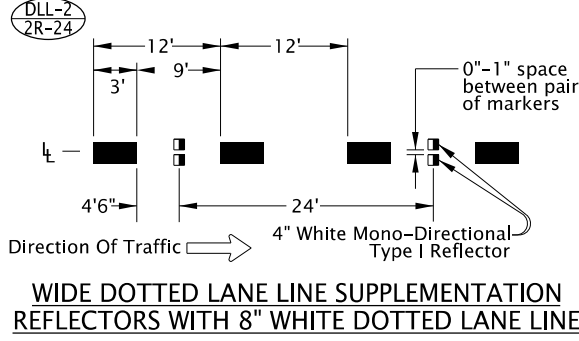 DLL-2
2R-24
12' 12'
3' 9'
0"-1" space
between pair
of markers
LL
4'6" 24'
Direction Of Traffic
4" White Mono-Directional
Type I Reflector
WIDE DOTTED LANE LINE SUPPLEMENTATION
REFLECTORS WITH 8" WHITE DOTTED LANE LINE